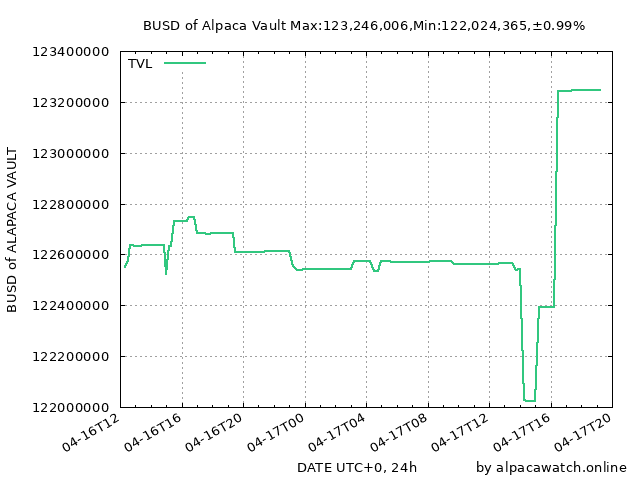 BUSD of Alpaca Vault Max:123,246,006,Min:122,024,365,±0.99%
123400000
TVL
123200000
123000000
122800000
122600000
122400000
122200000
122000000
BUSD of ALAPACA VAULT
04-16T12
04-16T16
04-16T20
04-17T00
04-17T04
04-17T08
04-17T12
04-17T16
04-17T20
DATE UTC+0, 24h
by alpacawatch.online